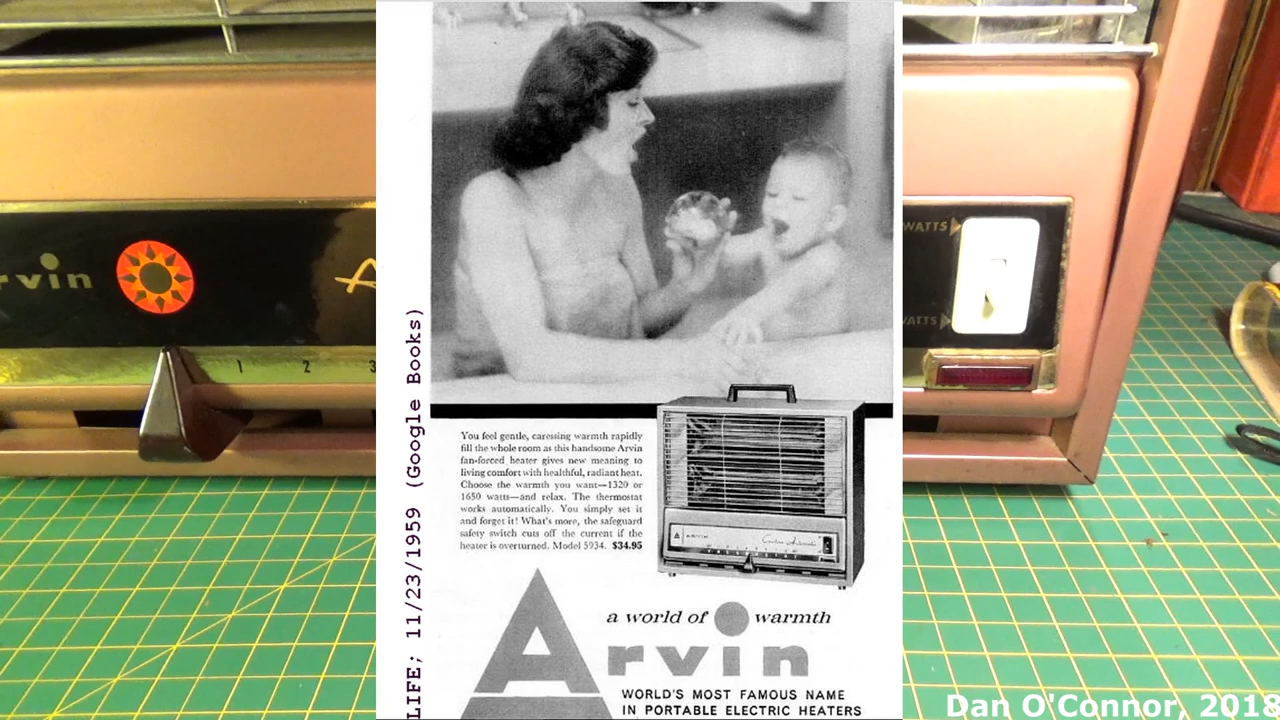 rvin
1 2 3
LIFE; 11/23/1959 (Google Books)
You feel gentle, caressing warmth rapidly
fill the whole room as this handsome Arvin
fan-forced heater gives new meaning to
living comfort with healthful, radiant heat.
Choose the warmth you want—1320 or
1650 watts—and relax. The thermostat
works automatically. You simply set it
and forget it! What's more, the safeguard
safety switch cuts off the current if the
heater is overturned. Model 5934. $34.95
a world of warmth
Arvin
WORLD'S MOST FAMOUS NAME
IN PORTABLE ELECTRIC HEATERS
WATTS
WATTS
Dan O'Connor, 2018